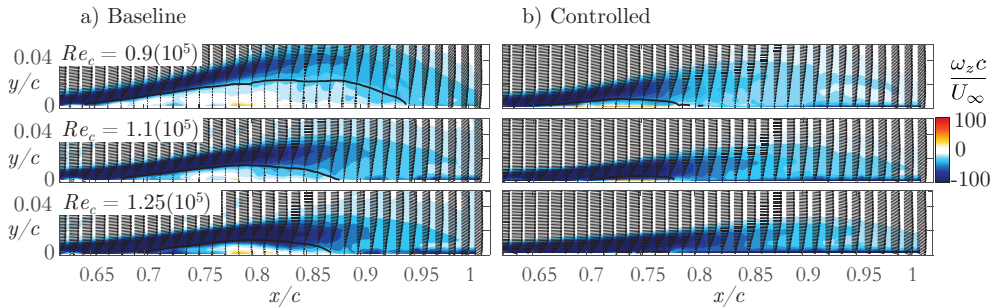 a) Baseline
b) Controlled
0.04
Re_c = 0.9(10^5)
y/c
0
0.04
Re_c = 1.1(10^5)
y/c
0
0.04
Re_c = 1.25(10^5)
y/c
0
0.65 0.7 0.75 0.8 0.85 0.9 0.95 1
x/c
0.65 0.7 0.75 0.8 0.85 0.9 0.95 1
x/c
ω_z c
U_∞
100
0
-100